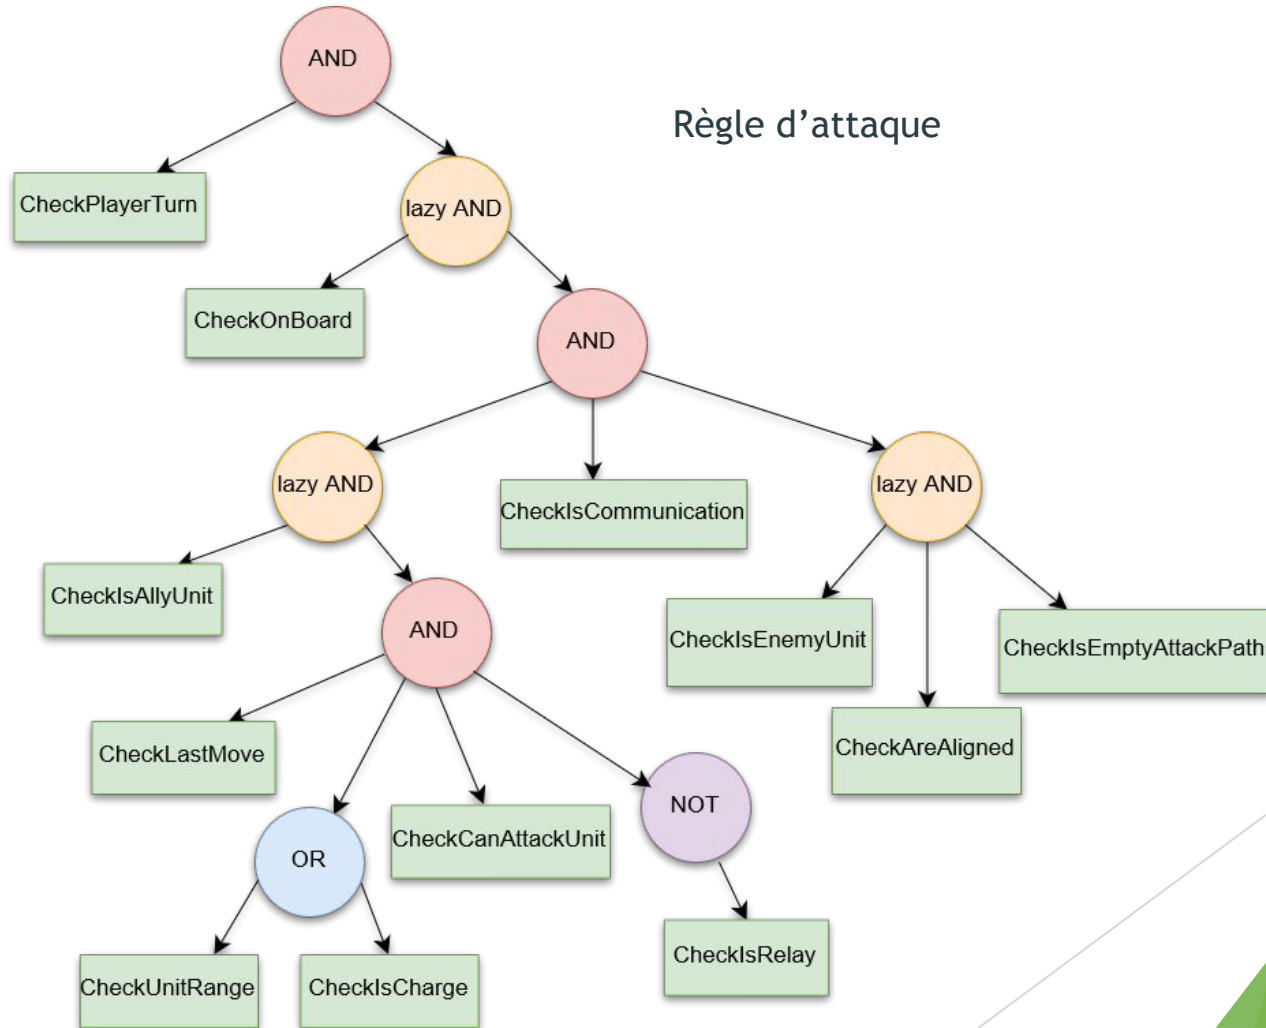 AND
Règle d’attaque
CheckPlayerTurn
lazy AND
CheckOnBoard
AND
lazy AND
CheckIsCommunication
lazy AND
CheckIsAllyUnit
AND
CheckIsEnemyUnit
CheckIsEmptyAttackPath
CheckLastMove
CheckAreAligned
NOT
CheckCanAttackUnit
OR
CheckIsRelay
CheckUnitRange
CheckIsCharge